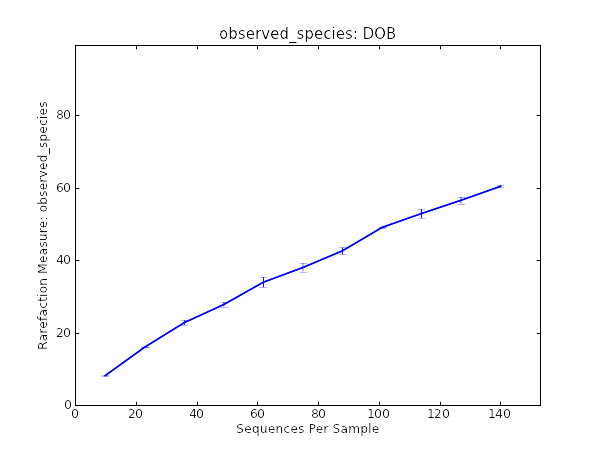 observed_species: DOB
Rarefaction Measure: observed_species
80
60
40
20
0
0 20 40 60 80 100 120 140
Sequences Per Sample